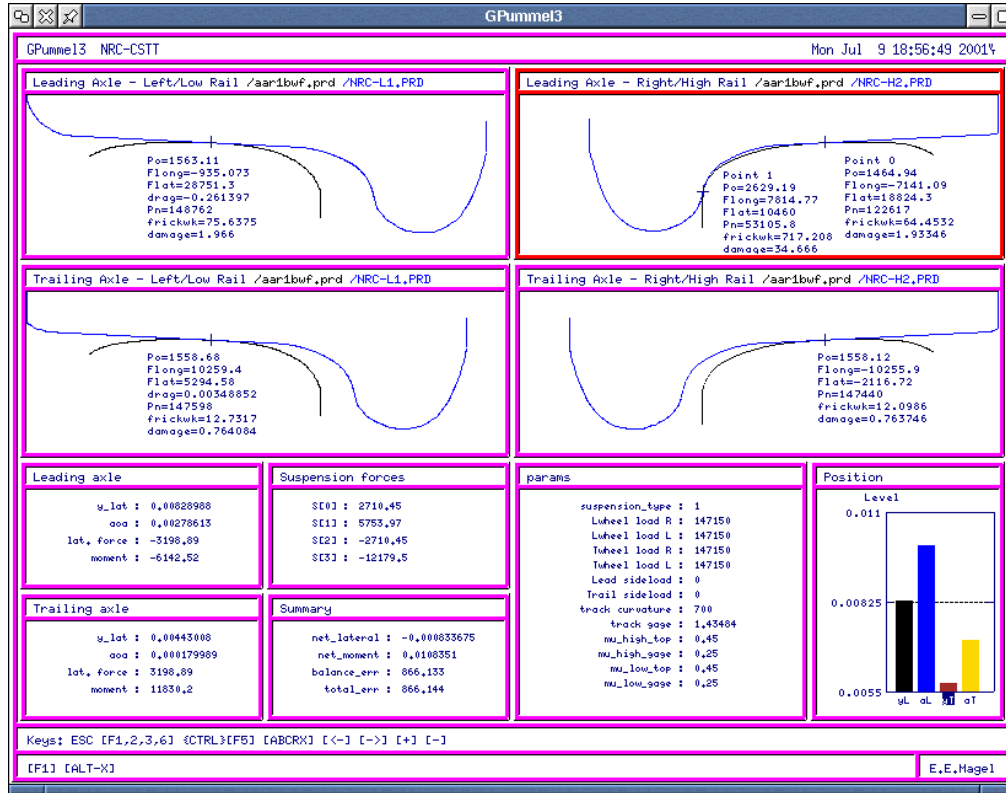 GPummel3
GPummel3 NRC-CSTT
Mon Jul 9 18:56:49 2001%
Leading Axle - Left/Low Rail /aar1bwf.prd /NRC-L1.PRD
Po=1563.11
Flong=-935.073
Flat=28751.3
drag=-0.261397
Pn=148762
frickwk=75.6375
damage=1.966
Leading Axle - Right/High Rail /aar1bwf.prd /NRC-H2.PRD
Point 1
Po=2629.19
Flong=7814.77
Flat=10460
Pn=53105.8
frickwk=717.208
damage=34.666
Point 0
Po=1464.94
Flong=-7141.09
Flat=18824.3
Pn=122617
frickwk=64.4532
damage=1.93346
Trailing Axle - Left/Low Rail /aar1bwf.prd /NRC-L1.PRD
Po=1558.68
Flong=10259.4
Flat=5294.58
drag=0.00348852
Pn=147598
frickwk=12.7317
damage=0.764084
Trailing Axle - Right/High Rail /aar1bwf.prd /NRC-H2.PRD
Po=1558.12
Flong=-10255.9
Flat=-2116.72
Pn=147440
frickwk=12.0986
damage=0.763746
Leading axle
y_lat : 0.00828988
aoa : 0.00278613
lat. force : -3198.89
moment : -6142.52
Suspension forces
S[0] : 2710.45
S[1] : 5753.97
S[2] : -2710.45
S[3] : -12179.5
Trailing axle
y_lat : 0.00443008
aoa : 0.000179989
lat. force : 3198.89
moment : 11830.2
Summary
net_lateral : -0.000833675
net_moment : 0.0108351
balance_err : 866.133
total_err : 866.144
params
suspension_type : 1
Lwheel load R : 147150
Lwheel load L : 147150
Twheel load R : 147150
Twheel load L : 147150
Lead sideload : 0
Trail sideload : 0
track curvature : 700
track gage : 1.43484
mu_high_top : 0.45
mu_high_gage : 0.25
mu_low_top : 0.45
mu_low_gage : 0.25
Position
Level
0.011
0.00825
0.0055
yL aL yT aT
Keys: ESC [F1,2,3,6] {CTRL}[F5] [ABCRX] [<-] [->] [+] [-]
[F1] [ALT-X]
E.E.Magel